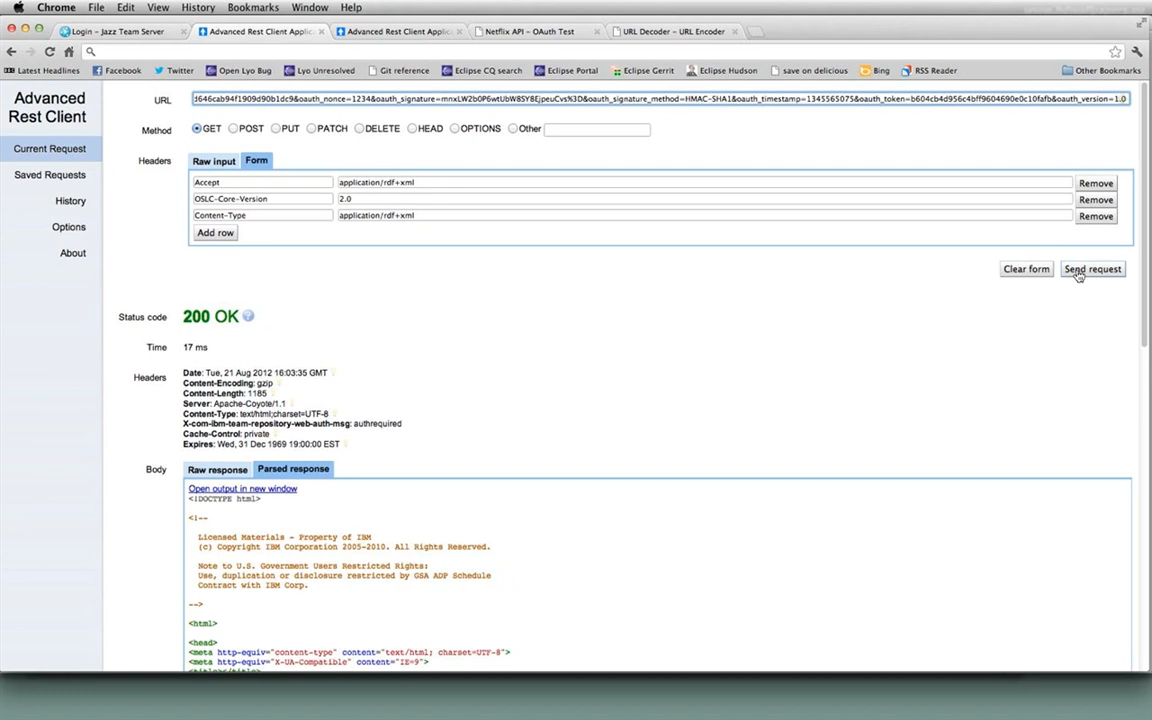 Chrome File Edit View History Bookmarks Window Help
Login - Jazz Team Server
Advanced Rest Client Applica
Advanced Rest Client Applica
Netflix API - OAuth Test
URL Decoder – URL Encoder
Latest Headlines Facebook Twitter Open Lyo Bug Lyo Unresolved Git reference Eclipse CQ search Eclipse Portal Eclipse Gerrit Eclipse Hudson save on delicious Bing RSS Reader Other Bookmarks
Advanced
Rest Client
Current Request
Saved Requests
History
Options
About
URL
Method GET POST PUT PATCH DELETE HEAD OPTIONS Other
Headers Raw input Form
Accept application/rdf+xml Remove
OSLC-Core-Version 2.0 Remove
Content-Type application/rdf+xml Remove
Add row
Clear form Send request
Status code 200 OK
Time 17 ms
Headers
Date: Tue, 21 Aug 2012 16:03:35 GMT
Content-Encoding: gzip
Content-Length: 1185
Server: Apache-Coyote/1.1
Content-Type: text/html;charset=UTF-8
X-com-ibm-team-repository-web-auth-msg: authrequired
Cache-Control: private
Expires: Wed, 31 Dec 1969 19:00:00 EST
Body Raw response Parsed response
Open output in new window
<!DOCTYPE html>
<!--
Licensed Materials - Property of IBM
(c) Copyright IBM Corporation 2005-2010. All Rights Reserved.
Note to U.S. Government Users Restricted Rights:
Use, duplication or disclosure restricted by GSA ADP Schedule
Contract with IBM Corp.
-->
<html>
<head>
<meta http-equiv="content-type" content="text/html; charset=UTF-8">
<meta http-equiv="X-UA-Compatible" content="IE=9">